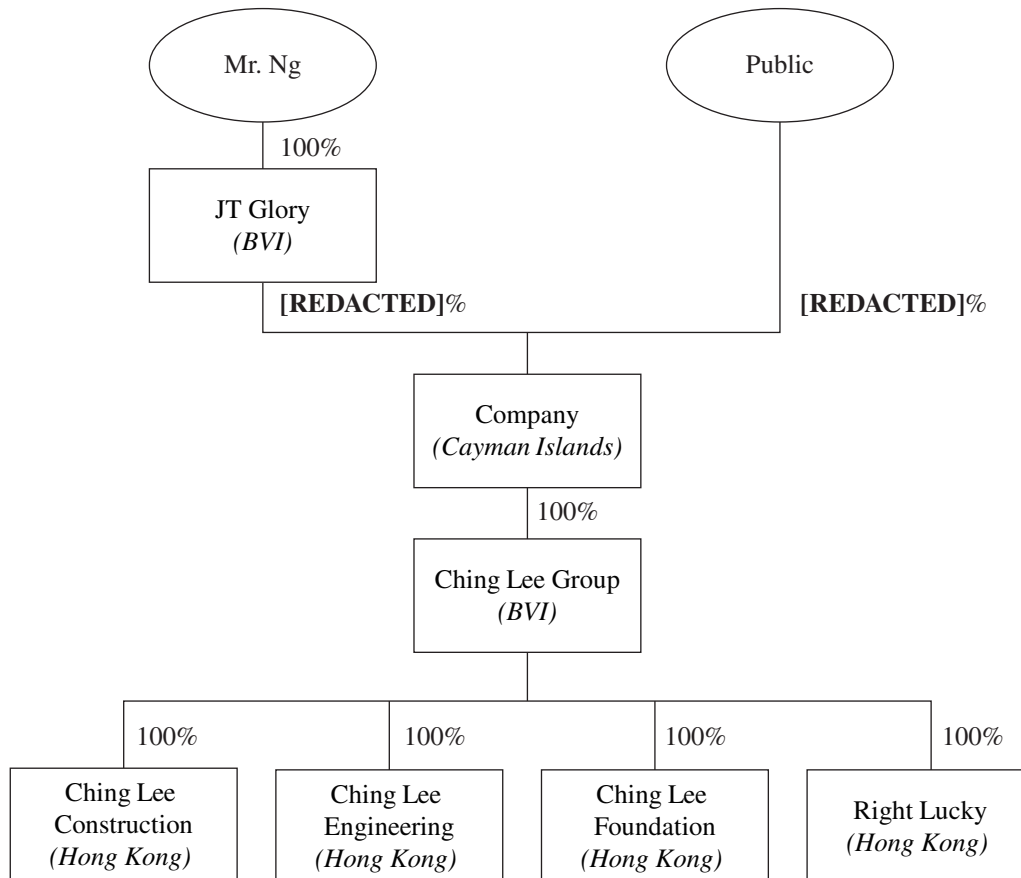 Mr. Ng
Public
100%
JT Glory
(BVI)
[REDACTED]%
[REDACTED]%
Company
(Cayman Islands)
100%
Ching Lee Group
(BVI)
100%
100%
100%
100%
Ching Lee
Construction
(Hong Kong)
Ching Lee
Engineering
(Hong Kong)
Ching Lee
Foundation
(Hong Kong)
Right Lucky
(Hong Kong)